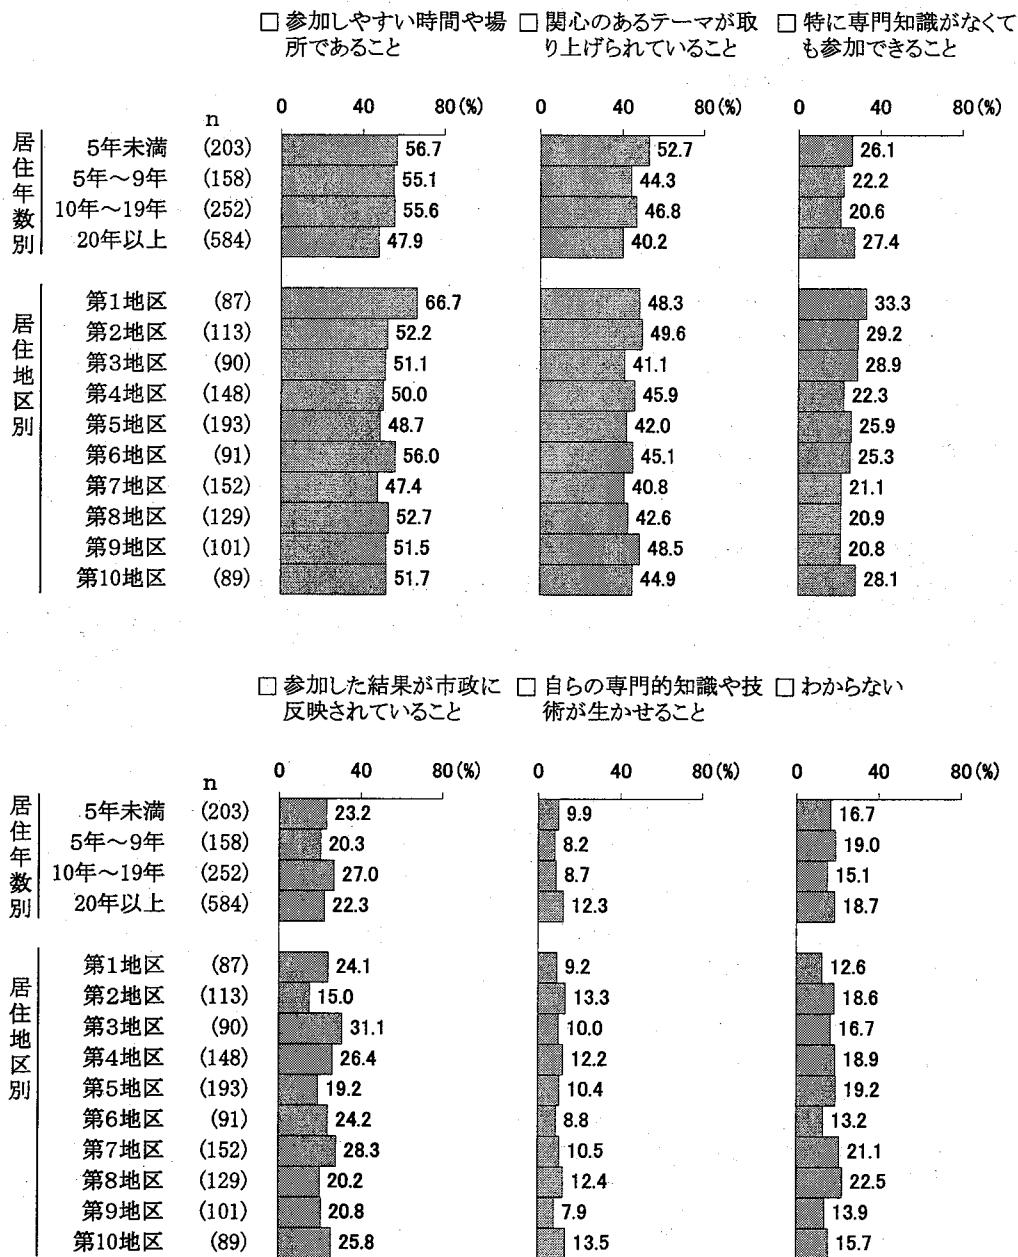 □ 参加しやすい時間や場 □ 関心のあるテーマが取 □ 特に専門知識がなくて
所であること り上げられていること も参加できること
n 0 40 80(%) 0 40 80(%) 0 40 80(%)
居住年数別
5年未満 (203) 56.7 52.7 26.1
5年～9年 (158) 55.1 44.3 22.2
10年～19年 (252) 55.6 46.8 20.6
20年以上 (584) 47.9 40.2 27.4
居住地区別
第1地区 (87) 66.7 48.3 33.3
第2地区 (113) 52.2 49.6 29.2
第3地区 (90) 51.1 41.1 28.9
第4地区 (148) 50.0 45.9 22.3
第5地区 (193) 48.7 42.0 25.9
第6地区 (91) 56.0 45.1 25.3
第7地区 (152) 47.4 40.8 21.1
第8地区 (129) 52.7 42.6 20.9
第9地区 (101) 51.5 48.5 20.8
第10地区 (89) 51.7 44.9 28.1
□ 参加した結果が市政に □ 自らの専門的知識や技 □ わからない
反映されていること 術が生かせること
n 0 40 80(%) 0 40 80(%) 0 40 80(%)
居住年数別
5年未満 (203) 23.2 9.9 16.7
5年～9年 (158) 20.3 8.2 19.0
10年～19年 (252) 27.0 8.7 15.1
20年以上 (584) 22.3 12.3 18.7
居住地区別
第1地区 (87) 24.1 9.2 12.6
第2地区 (113) 15.0 13.3 18.6
第3地区 (90) 31.1 10.0 16.7
第4地区 (148) 26.4 12.2 18.9
第5地区 (193) 19.2 10.4 19.2
第6地区 (91) 24.2 8.8 13.2
第7地区 (152) 28.3 10.5 21.1
第8地区 (129) 20.2 12.4 22.5
第9地区 (101) 20.8 7.9 13.9
第10地区 (89) 25.8 13.5 15.7